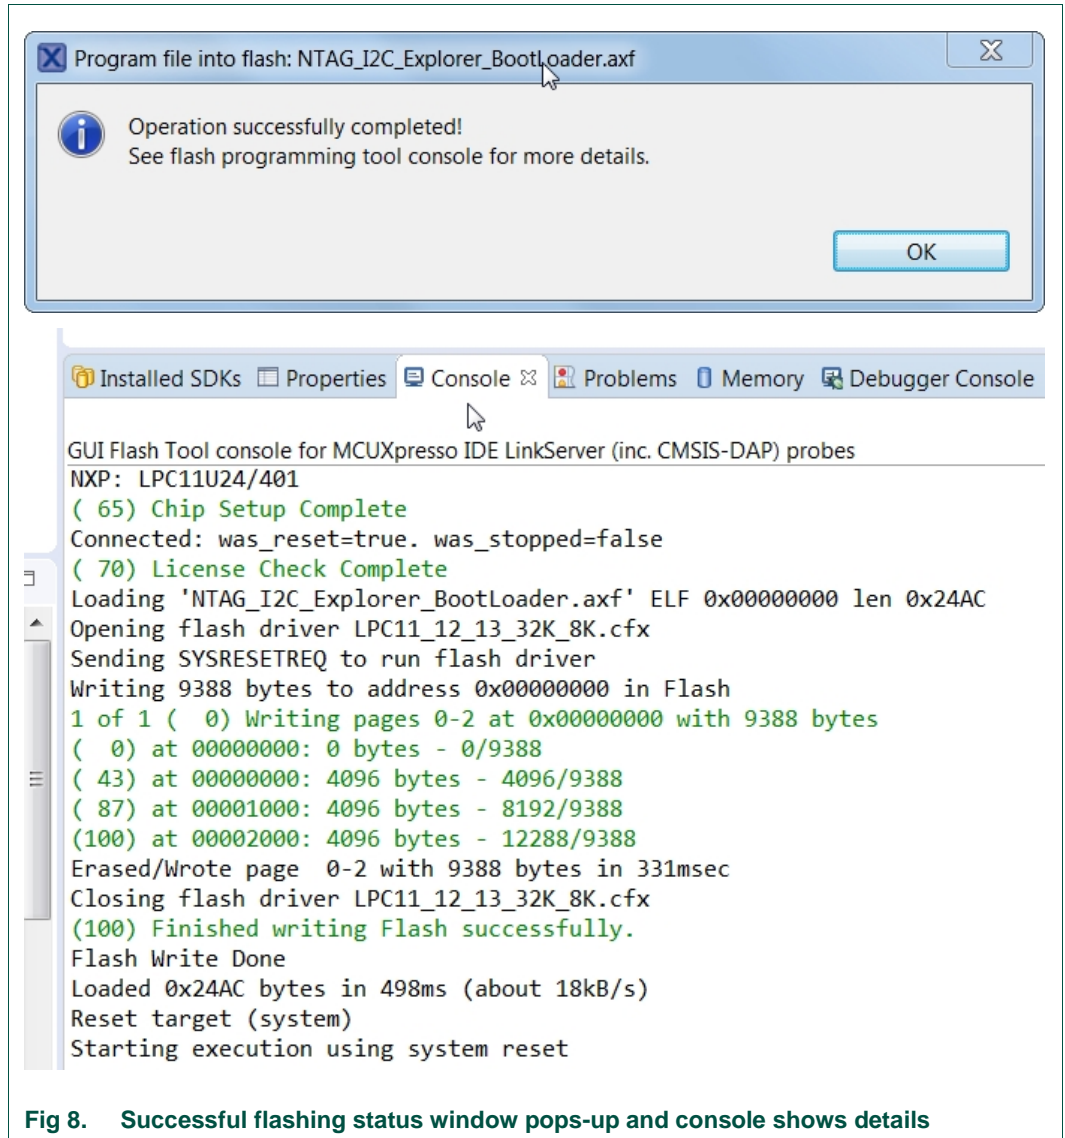 Program file into flash: NTAG_I2C_Explorer_BootLoader.axf
Operation successfully completed!
See flash programming tool console for more details.
OK
Installed SDKs Properties Console Problems Memory Debugger Console
GUI Flash Tool console for MCUXpresso IDE LinkServer (inc. CMSIS-DAP) probes
NXP: LPC11U24/401
( 65) Chip Setup Complete
Connected: was_reset=true. was_stopped=false
( 70) License Check Complete
Loading 'NTAG_I2C_Explorer_BootLoader.axf' ELF 0x00000000 len 0x24AC
Opening flash driver LPC11_12_13_32K_8K.cfx
Sending SYSRESETREQ to run flash driver
Writing 9388 bytes to address 0x00000000 in Flash
1 of 1 (  0) Writing pages 0-2 at 0x00000000 with 9388 bytes
(  0) at 00000000: 0 bytes - 0/9388
( 43) at 00000000: 4096 bytes - 4096/9388
( 87) at 00001000: 4096 bytes - 8192/9388
(100) at 00002000: 4096 bytes - 12288/9388
Erased/Wrote page  0-2 with 9388 bytes in 331msec
Closing flash driver LPC11_12_13_32K_8K.cfx
(100) Finished writing Flash successfully.
Flash Write Done
Loaded 0x24AC bytes in 498ms (about 18kB/s)
Reset target (system)
Starting execution using system reset
Fig 8. Successful flashing status window pops-up and console shows details